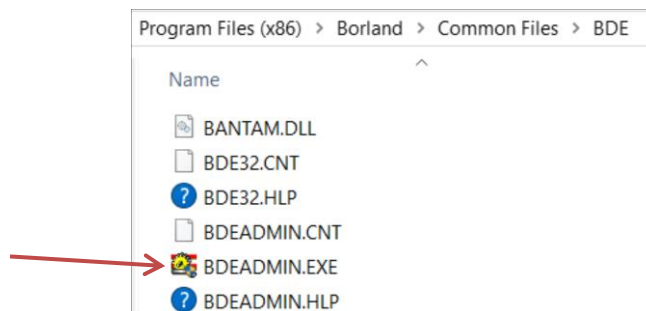 Program Files (x86) > Borland > Common Files > BDE
Name
BANTAM.DLL
BDE32.CNT
BDE32.HLP
BDEADMIN.CNT
BDEADMIN.EXE
BDEADMIN.HLP